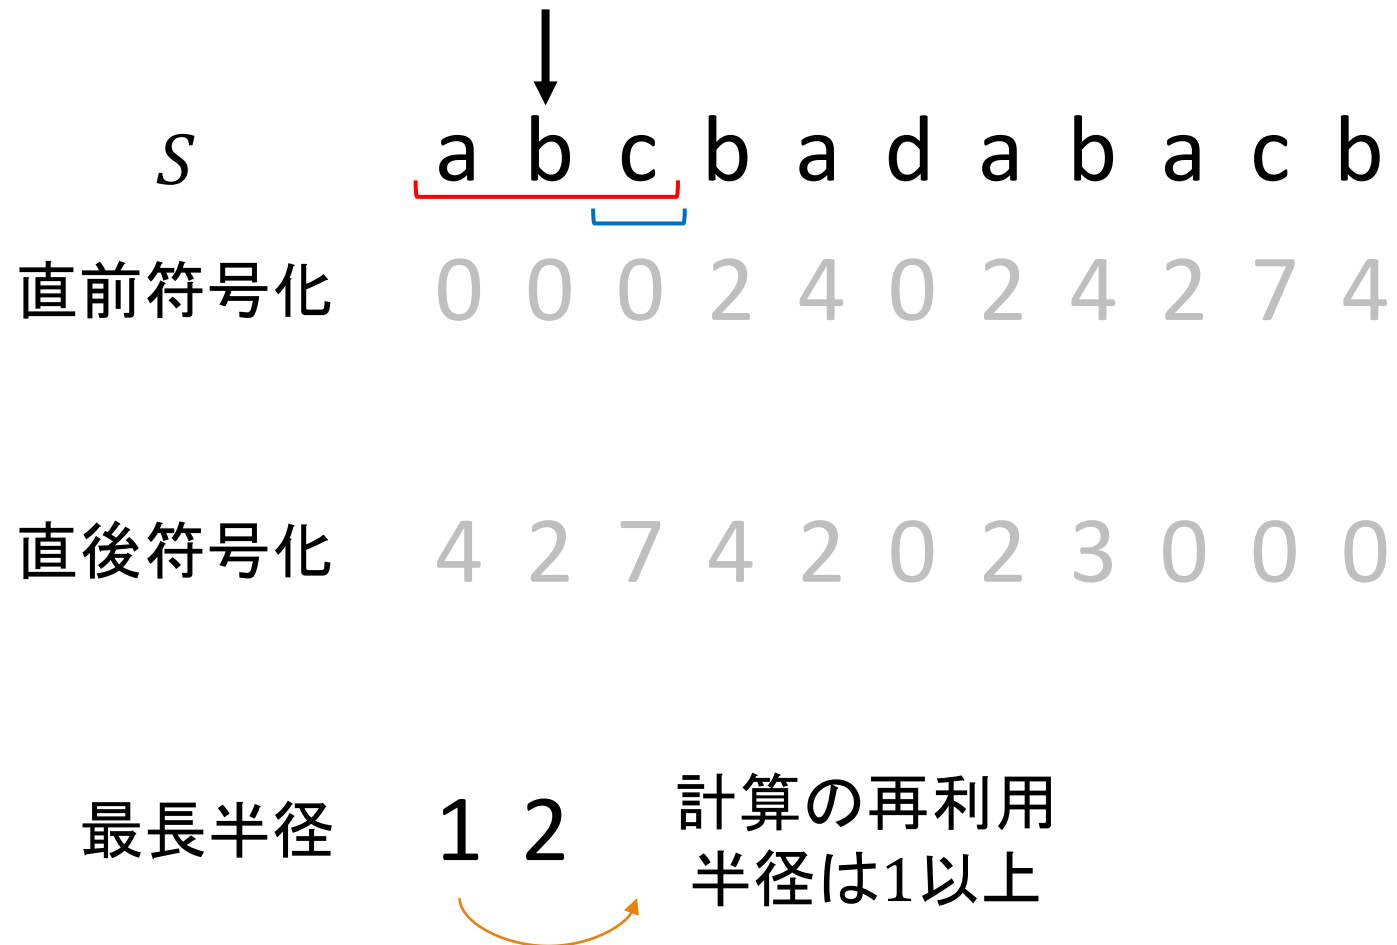 S a b c b a d a b a c b
直前符号化 0 0 0 2 4 0 2 4 2 7 4
直後符号化 4 2 7 4 2 0 2 3 0 0 0
最長半径 1 2
計算の再利用
半径は1以上